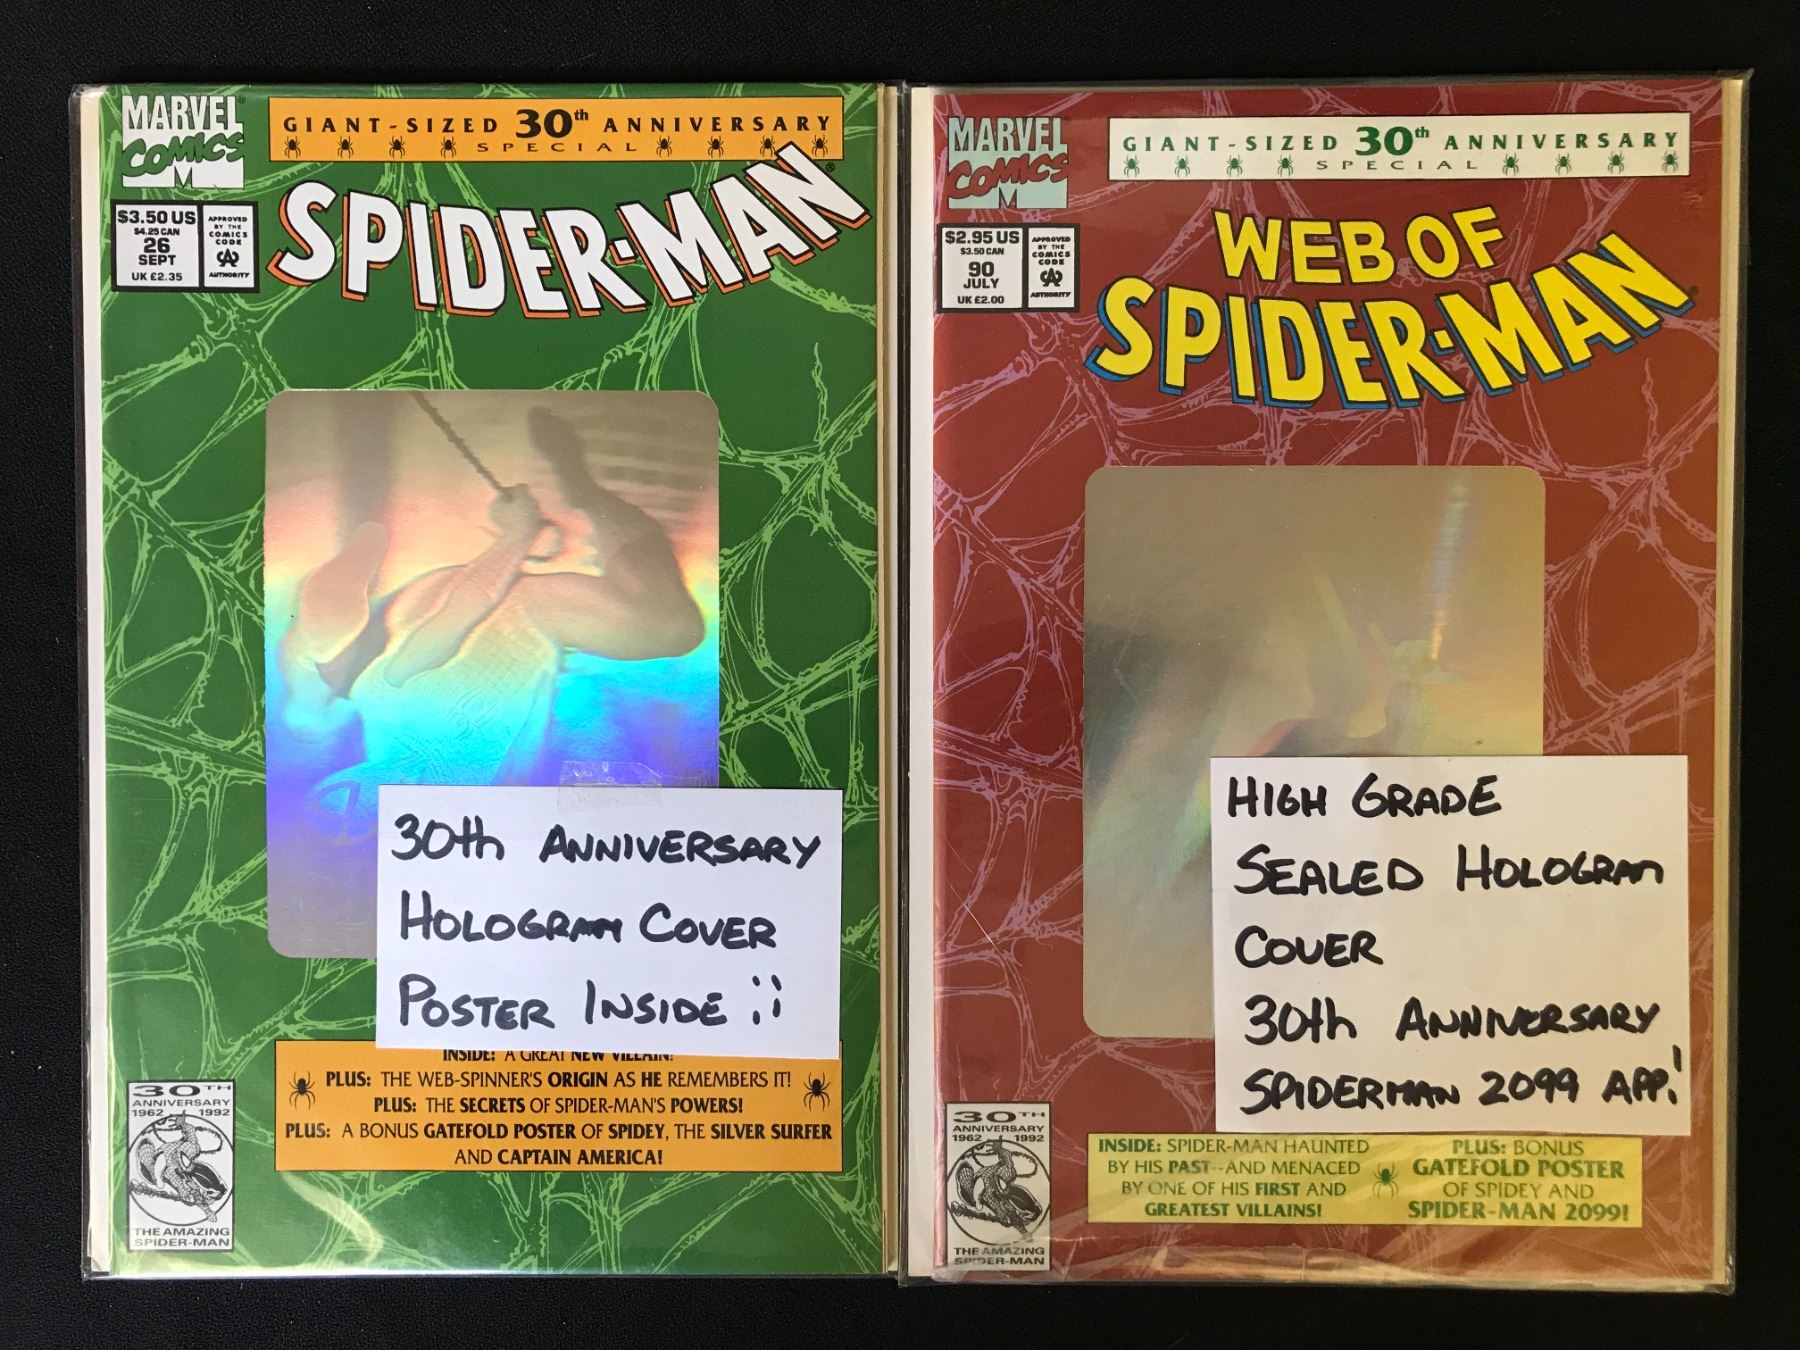 MARVEL
COMICS
M
GIANT-SIZED 30th ANNIVERSARY
SPECIAL
$3.50 US
$4.25 CAN
26
SEPT
UK £2.35
APPROVED
BY THE
COMICS
CODE
CA
AUTHORITY
SPIDER-MAN®
30th ANNIVERSARY
HOLOGRAM COVER
POSTER INSIDE ¡¡
INSIDE: A GREAT NEW VILLAIN!
PLUS: THE WEB-SPINNER'S ORIGIN AS HE REMEMBERS IT!
PLUS: THE SECRETS OF SPIDER-MAN'S POWERS!
PLUS: A BONUS GATEFOLD POSTER OF SPIDEY, THE SILVER SURFER
AND CAPTAIN AMERICA!
30TH
ANNIVERSARY
1962 1992
THE AMAZING
SPIDER-MAN
MARVEL
COMICS
M
GIANT-SIZED 30th ANNIVERSARY
SPECIAL
$2.95 US
$3.50 CAN
90
JULY
UK £2.00
APPROVED
BY THE
COMICS
CODE
CA
AUTHORITY
WEB OF
SPIDER-MAN®
HIGH GRADE
SEALED HOLOGRAM
COVER
30th ANNIVERSARY
SPIDERMAN 2099 APP!
INSIDE: SPIDER-MAN HAUNTED
BY HIS PAST--AND MENACED
BY ONE OF HIS FIRST AND
GREATEST VILLAINS!
PLUS: BONUS
GATEFOLD POSTER
OF SPIDEY AND
SPIDER-MAN 2099!
30TH
ANNIVERSARY
1962 1992
THE AMAZING
SPIDER-MAN